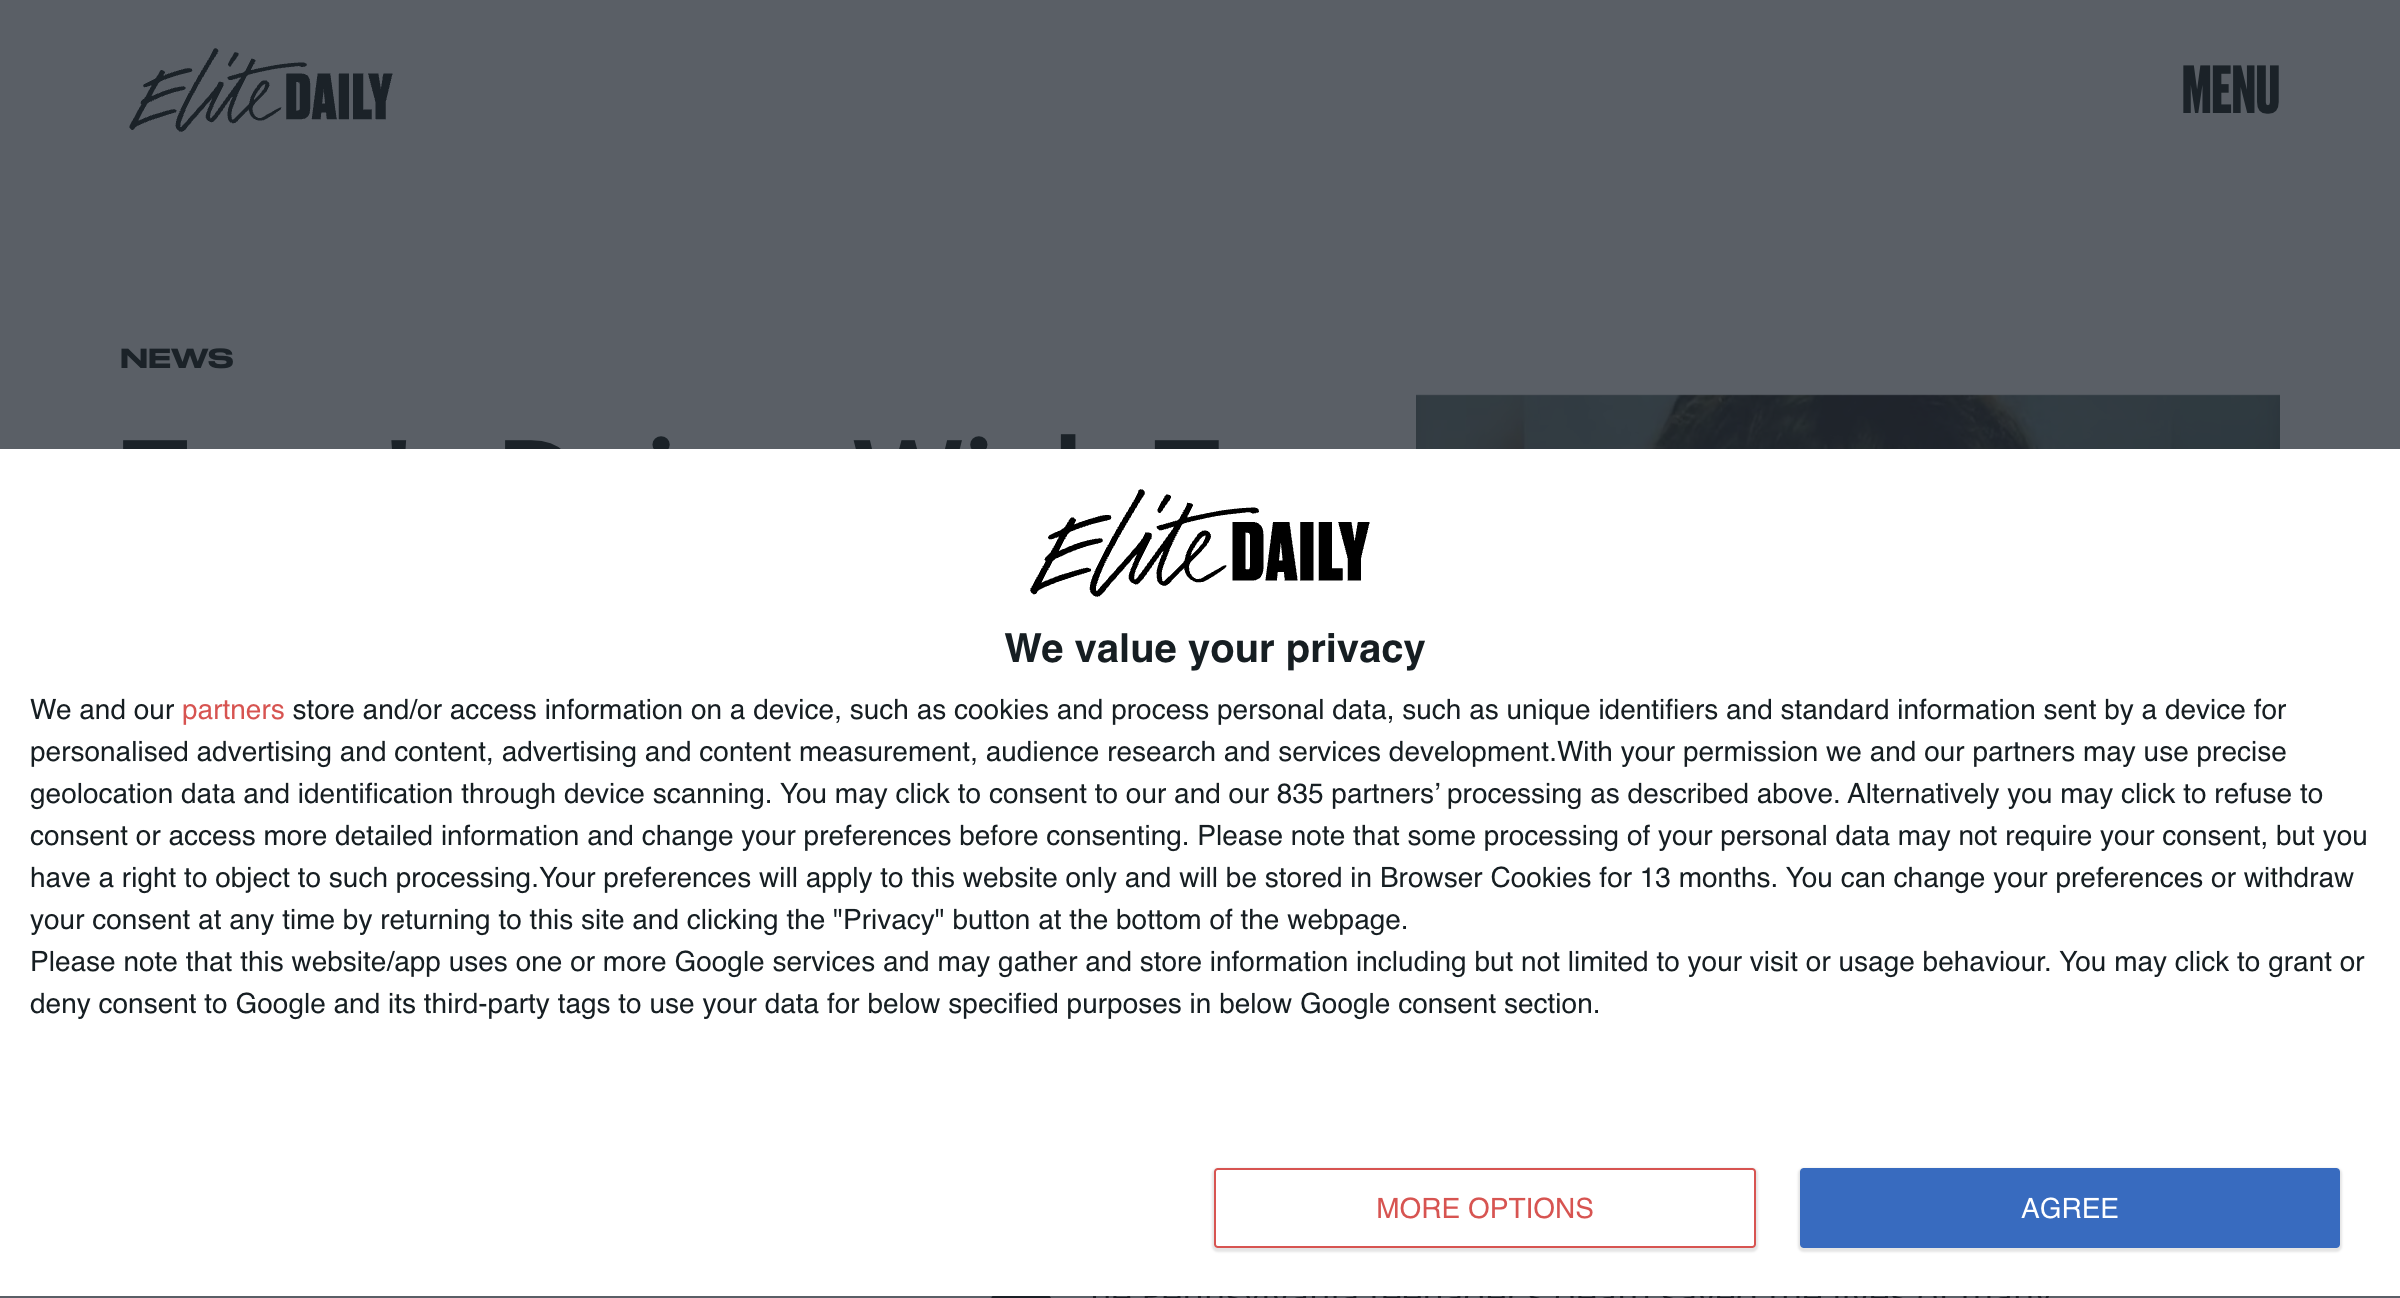 Elite DAILY
MENU
NEWS
Elite DAILY
We value your privacy
We and our partners store and/or access information on a device, such as cookies and process personal data, such as unique identifiers and standard information sent by a device for
personalised advertising and content, advertising and content measurement, audience research and services development.With your permission we and our partners may use precise
geolocation data and identification through device scanning. You may click to consent to our and our 835 partners’ processing as described above. Alternatively you may click to refuse to
consent or access more detailed information and change your preferences before consenting. Please note that some processing of your personal data may not require your consent, but you
have a right to object to such processing.Your preferences will apply to this website only and will be stored in Browser Cookies for 13 months. You can change your preferences or withdraw
your consent at any time by returning to this site and clicking the "Privacy" button at the bottom of the webpage.
Please note that this website/app uses one or more Google services and may gather and store information including but not limited to your visit or usage behaviour. You may click to grant or
deny consent to Google and its third-party tags to use your data for below specified purposes in below Google consent section.
MORE OPTIONS
AGREE